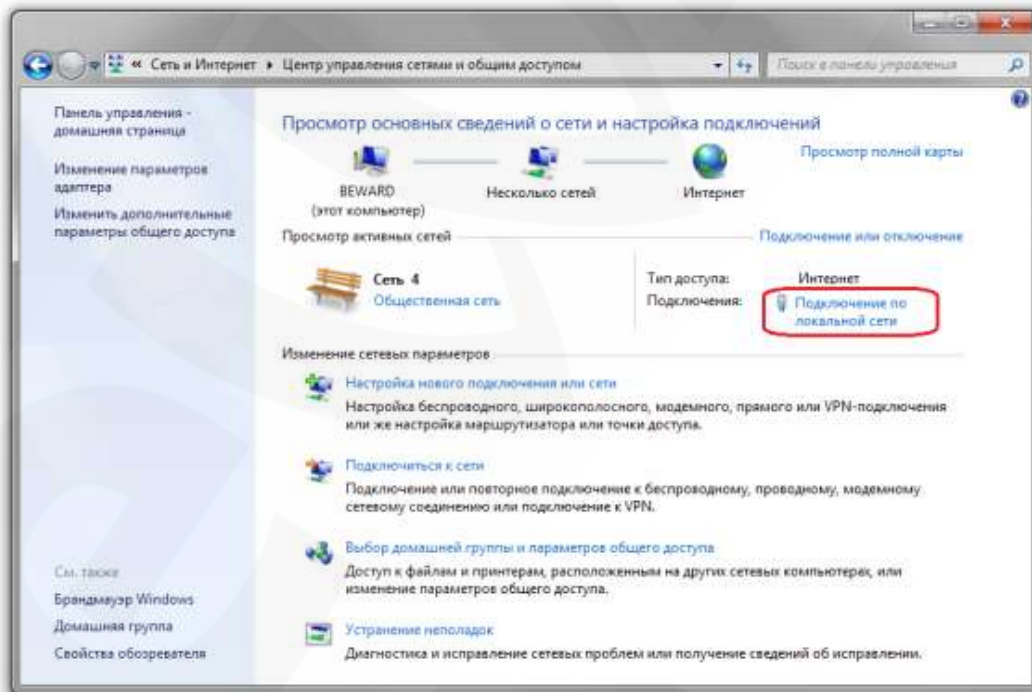 « Сеть и Интернет ▸ Центр управления сетями и общим доступом
Поиск в панели управления
Панель управления -
домашняя страница
Изменение параметров
адаптера
Изменить дополнительные
параметры общего доступа
Просмотр основных сведений о сети и настройка подключений
Просмотр полной карты
BEWARD
(этот компьютер)
Несколько сетей
Интернет
Просмотр активных сетей
Подключение или отключение
Сеть 4
Общественная сеть
Тип доступа: Интернет
Подключения: Подключение по
локальной сети
Изменение сетевых параметров
Настройка нового подключения или сети
Настройка беспроводного, широкополосного, модемного, прямого или VPN-подключения
или же настройка маршрутизатора или точки доступа.
Подключиться к сети
Подключение или повторное подключение к беспроводному, проводному, модемному
сетевому соединению или подключение к VPN.
Выбор домашней группы и параметров общего доступа
Доступ к файлам и принтерам, расположенным на других сетевых компьютерах, или
изменение параметров общего доступа.
Устранение неполадок
Диагностика и исправление сетевых проблем или получение сведений об исправлении.
См. также
Брандмауэр Windows
Домашняя группа
Свойства обозревателя